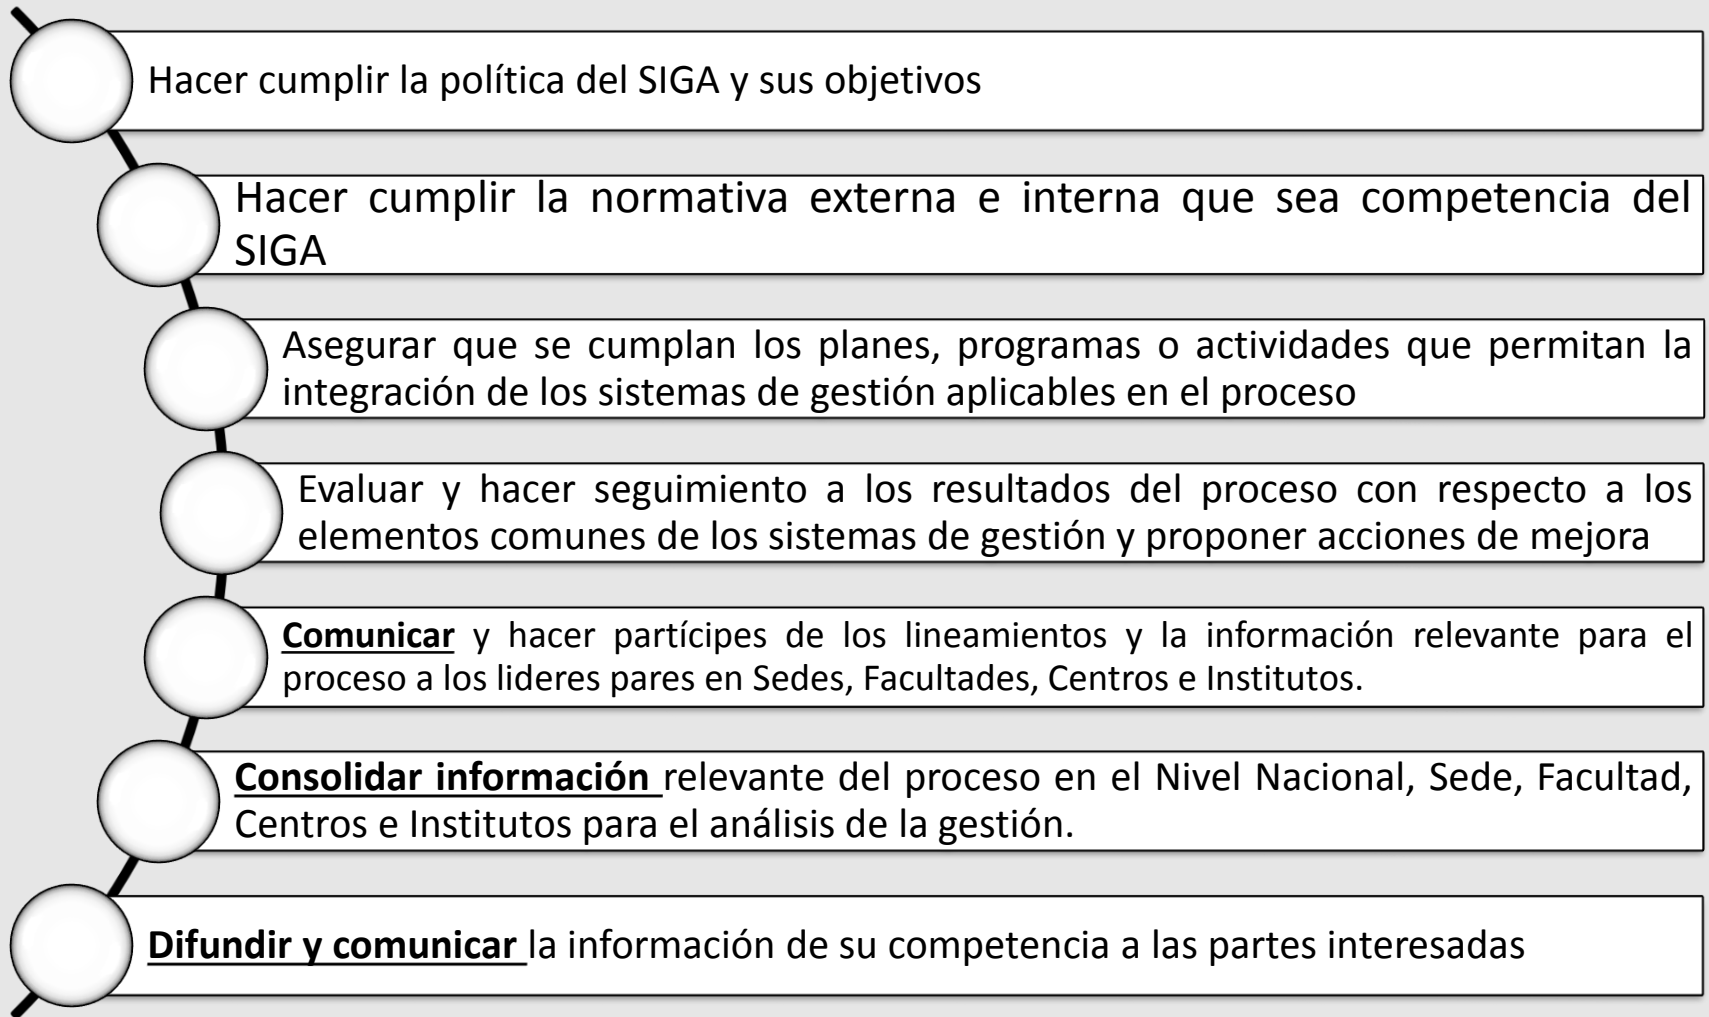 Hacer cumplir la política del SIGA y sus objetivos
Hacer cumplir la normativa externa e interna que sea competencia del
SIGA
Asegurar que se cumplan los planes, programas o actividades que permitan la
integración de los sistemas de gestión aplicables en el proceso
Evaluar y hacer seguimiento a los resultados del proceso con respecto a los
elementos comunes de los sistemas de gestión y proponer acciones de mejora
Comunicar y hacer partícipes de los lineamientos y la información relevante para el
proceso a los lideres pares en Sedes, Facultades, Centros e Institutos.
Consolidar información relevante del proceso en el Nivel Nacional, Sede, Facultad,
Centros e Institutos para el análisis de la gestión.
Difundir y comunicar la información de su competencia a las partes interesadas